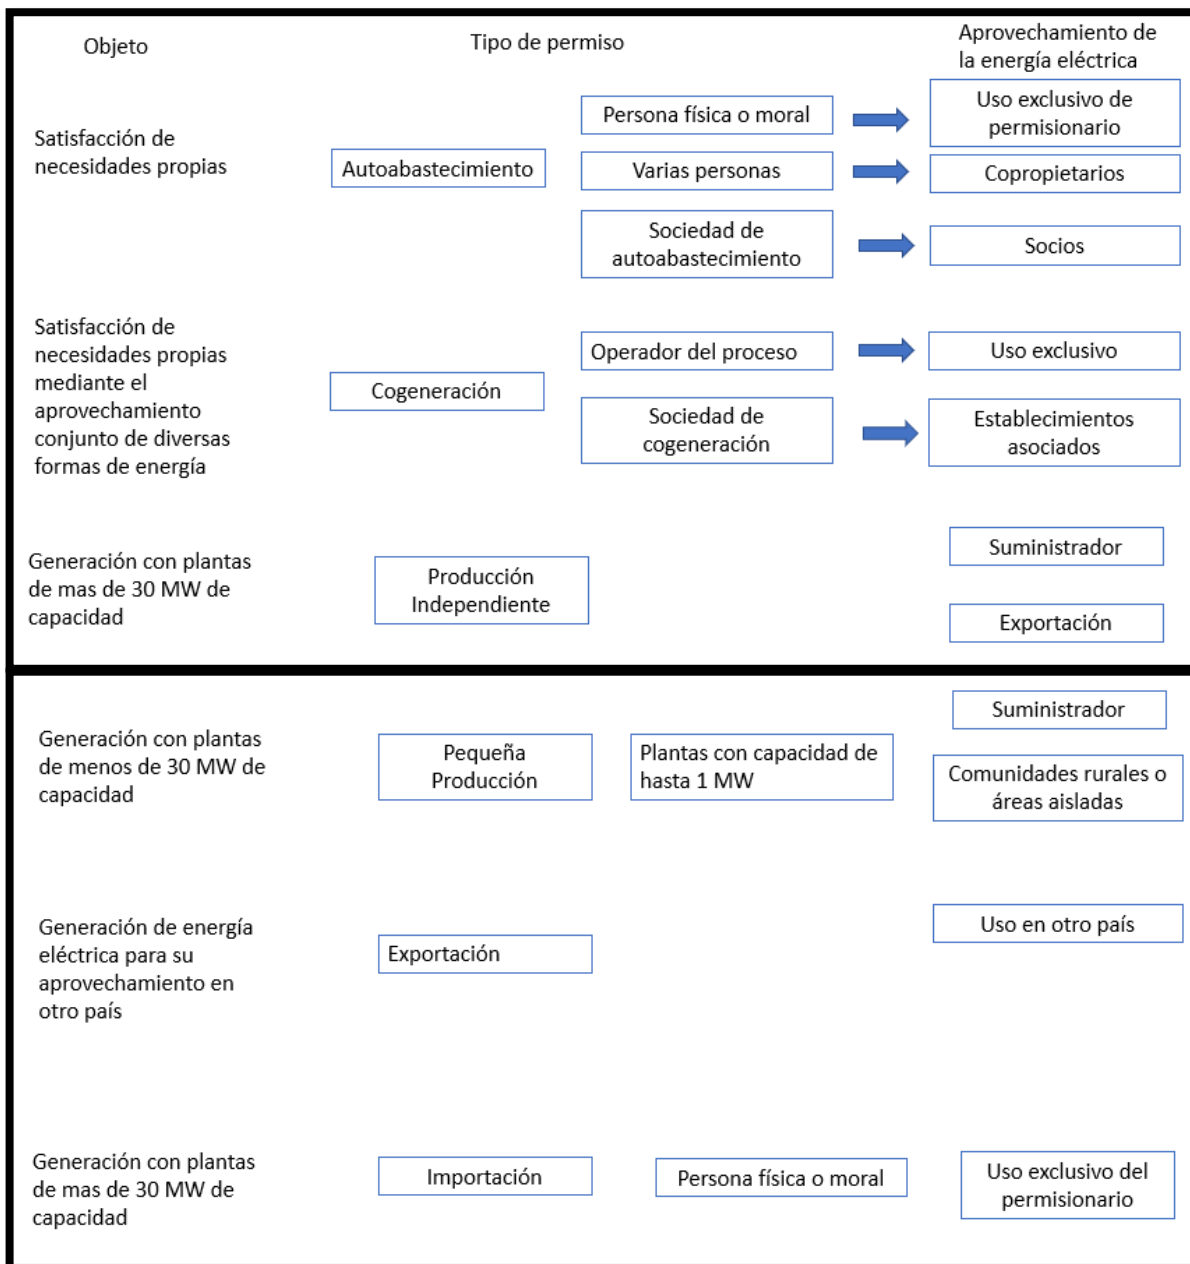 Objeto
Tipo de permiso
Aprovechamiento de
la energía eléctrica
Satisfacción de
necesidades propias
Autoabastecimiento
Persona física o moral
Uso exclusivo de
permisionario
Varias personas
Copropietarios
Sociedad de
autoabastecimiento
Socios
Satisfacción de
necesidades propias
mediante el
aprovechamiento
conjunto de diversas
formas de energía
Cogeneración
Operador del proceso
Uso exclusivo
Sociedad de
cogeneración
Establecimientos
asociados
Generación con plantas
de mas de 30 MW de
capacidad
Producción
Independiente
Suministrador
Exportación
Generación con plantas
de menos de 30 MW de
capacidad
Pequeña
Producción
Plantas con capacidad de
hasta 1 MW
Suministrador
Comunidades rurales o
áreas aisladas
Generación de energía
eléctrica para su
aprovechamiento en
otro país
Exportación
Uso en otro país
Generación con plantas
de mas de 30 MW de
capacidad
Importación
Persona física o moral
Uso exclusivo del
permisionario